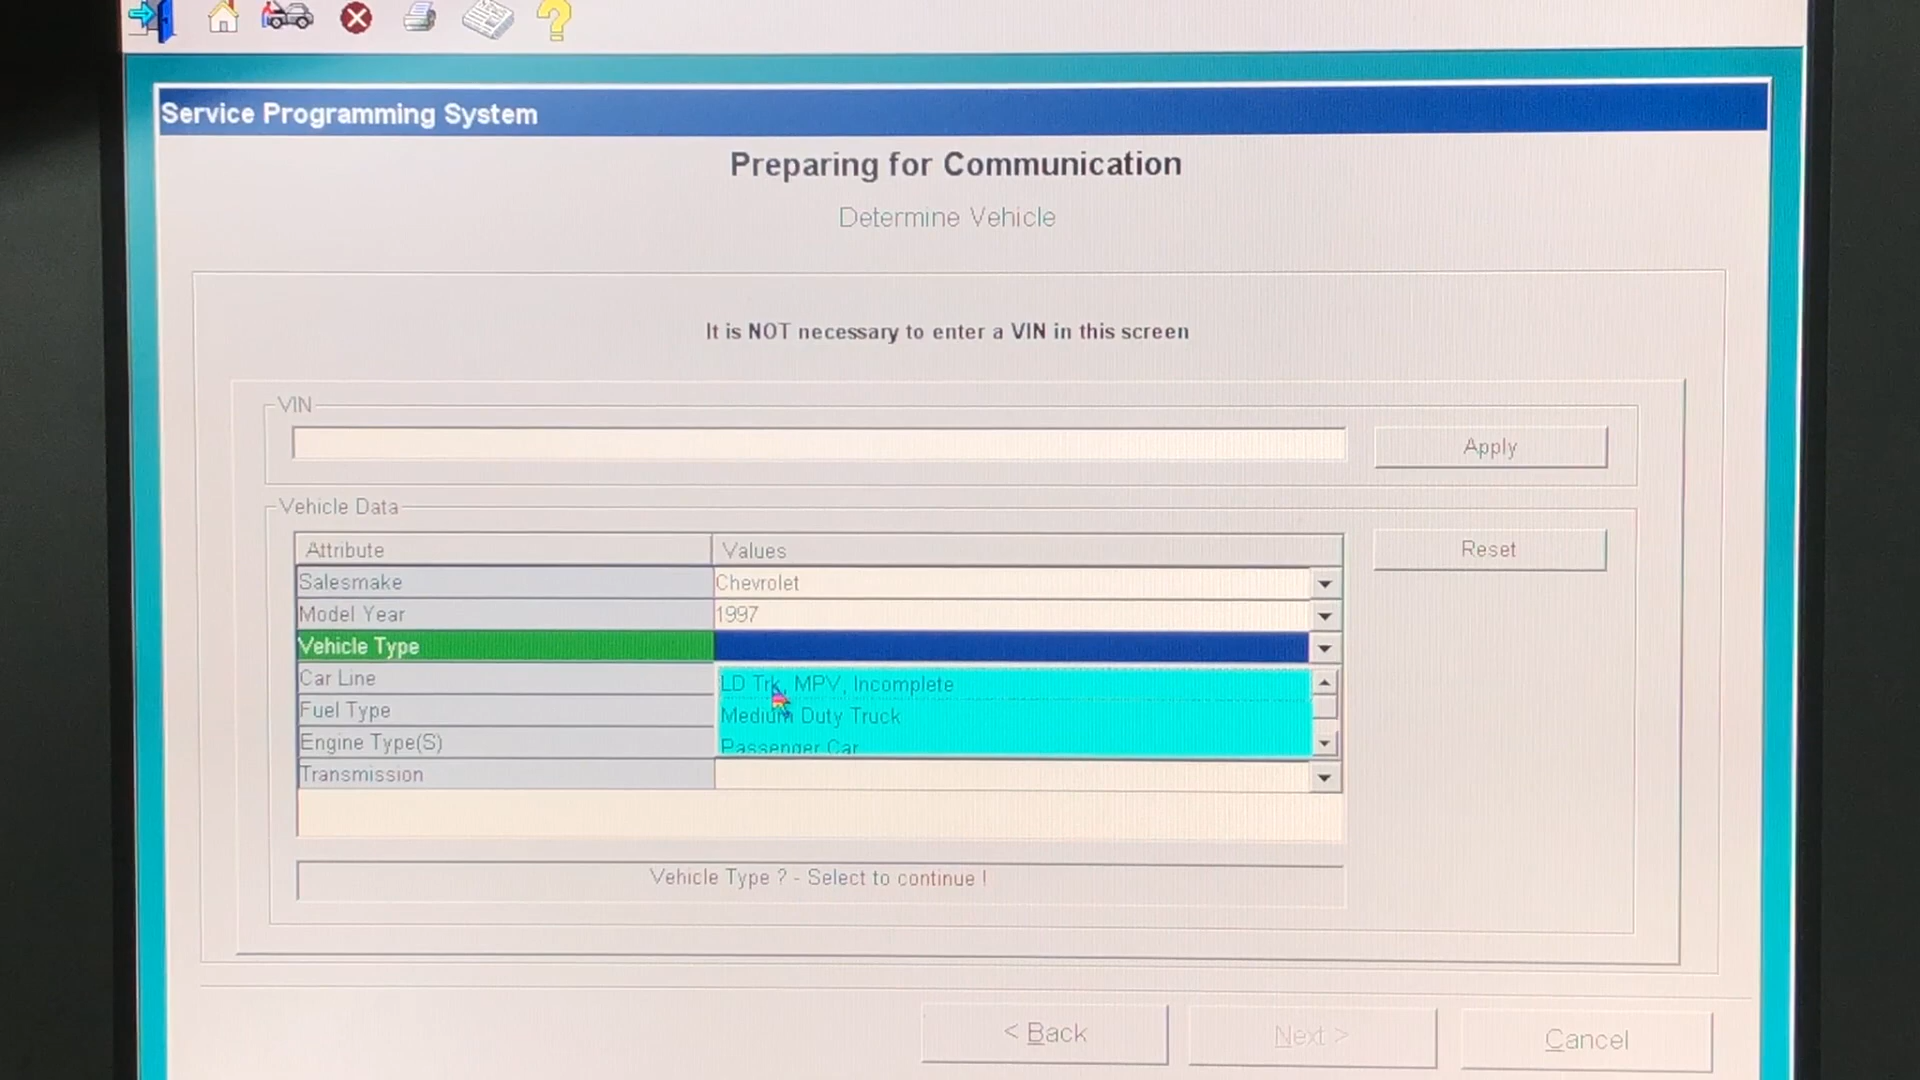 Service Programming System
Preparing for Communication
Determine Vehicle
It is NOT necessary to enter a VIN in this screen
VIN
Apply
Vehicle Data
Attribute Values
Reset
Salesmake Chevrolet
Model Year 1997
Vehicle Type
Car Line
LD Trk, MPV, Incomplete
Fuel Type
Medium Duty Truck
Engine Type(S)
Passenger Car
Transmission
Vehicle Type ? - Select to continue !
< Back
Next >
Cancel